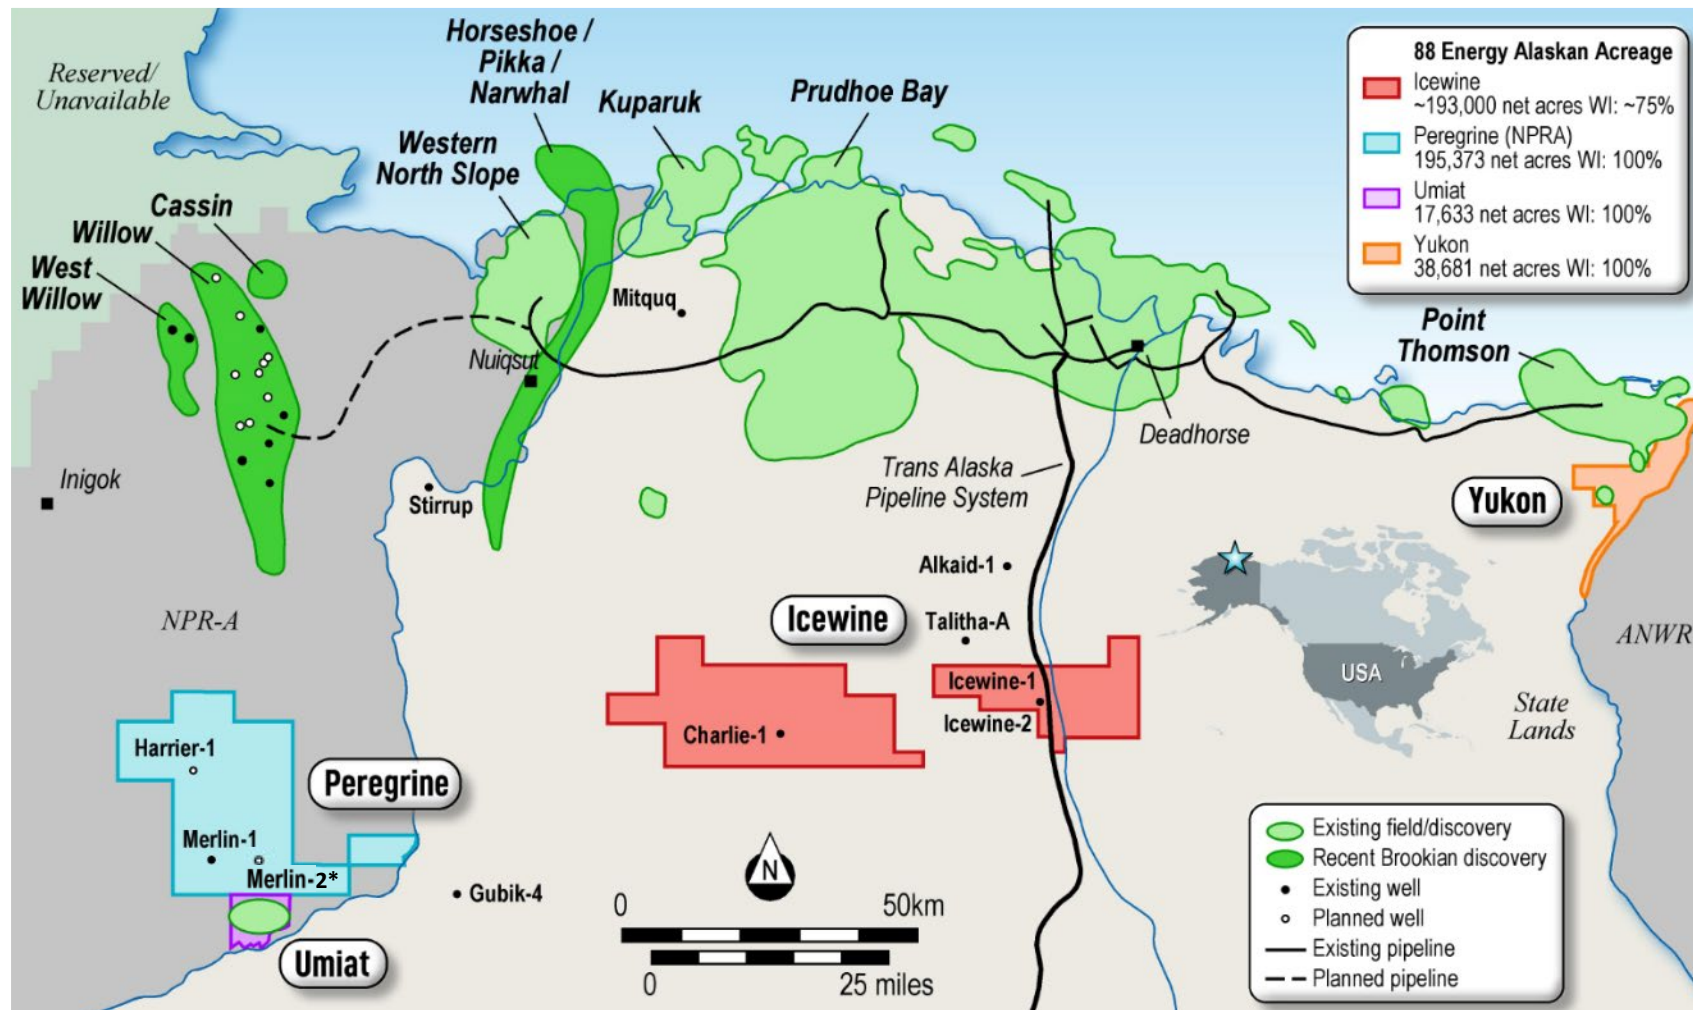 Reserved/
Unavailable
Horseshoe /
Pikka /
Narwhal
Kuparuk
Prudhoe Bay
Western
North Slope
Cassin
Willow
West
Willow
88 Energy Alaskan Acreage
Icewine
~193,000 net acres WI: ~75%
Peregrine (NPRA)
195,373 net acres WI: 100%
Umiat
17,633 net acres WI: 100%
Yukon
38,681 net acres WI: 100%
Mitquq
Nuiqsut
Point
Thomson
Deadhorse
Trans Alaska
Pipeline System
Inigok
Stirrup
Yukon
Alkaid-1
NPR-A
Icewine
Talitha-A
ANWR
USA
Icewine-1
Icewine-2
State
Lands
Charlie-1
Harrier-1
Peregrine
Merlin-1
Merlin-2*
Gubik-4
Umiat
N
0 50km
0 25 miles
Existing field/discovery
Recent Brookian discovery
Existing well
Planned well
Existing pipeline
Planned pipeline